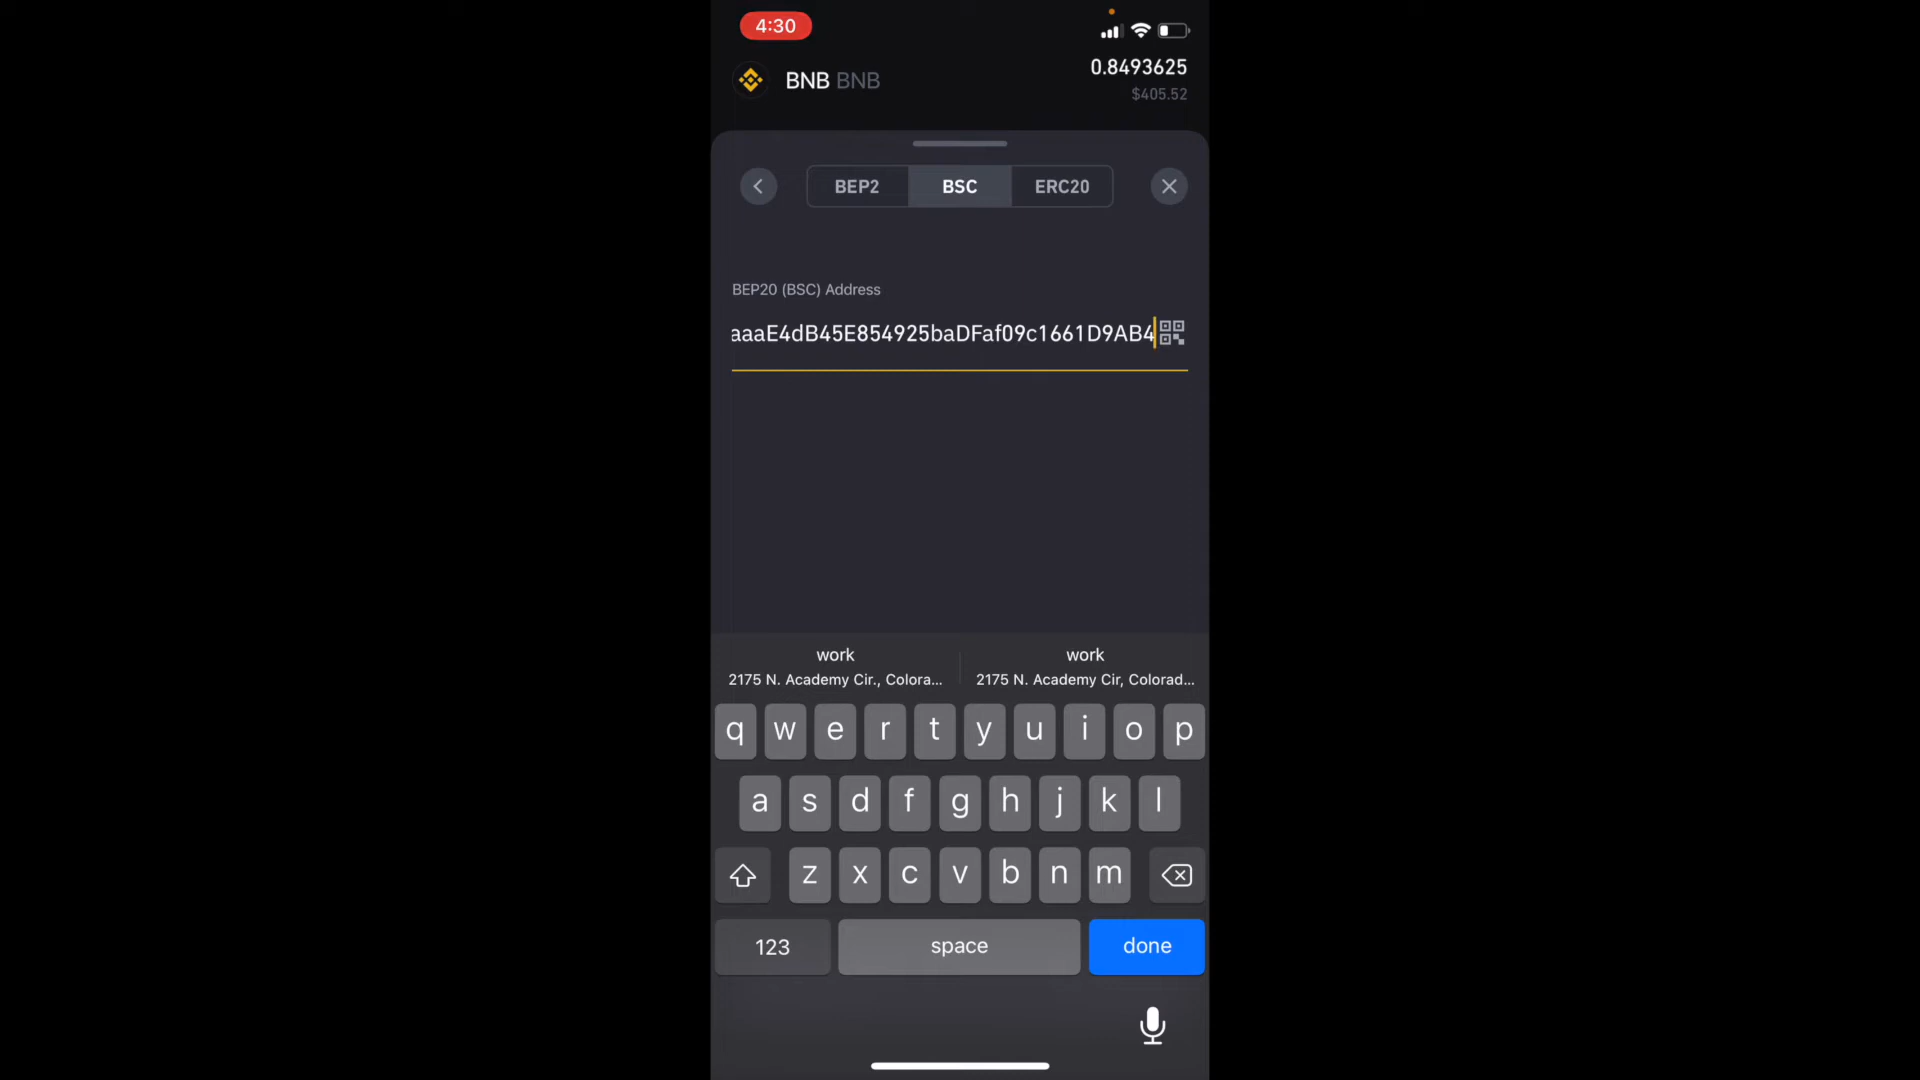 4:30
BNB BNB
0.8493625
$405.52
BEP2 BSC ERC20
BEP20 (BSC) Address
aaaE4dB45E854925baDFaf09c1661D9AB4
work work
2175 N. Academy Cir., Colora... 2175 N. Academy Cir, Colorad...
q w e r t y u i o p
a s d f g h j k l
z x c v b n m
123 space done